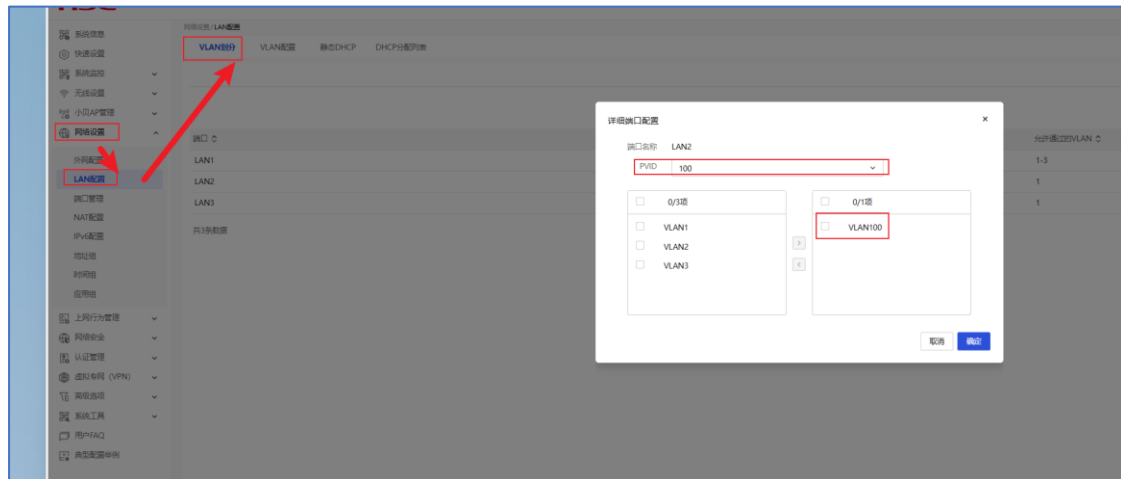 网络设置/LAN配置
VLAN划分 VLAN配置 静态DHCP DHCP分配列表
系统信息
快速设置
系统监控
无线设置
小贝AP管理
网络设置
外网配置
LAN配置
端口管理
NAT配置
IPv6配置
地址组
时间组
应用组
上网行为管理
网络安全
认证管理
虚拟专网（VPN）
高级选项
系统工具
用户FAQ
典型配置举例
端口 允许通过的VLAN
LAN1 1-3
LAN2 1
LAN3 1
共3条数据
详细端口配置 ×
端口名称 LAN2
PVID 100
0/3项 0/1项
VLAN1 VLAN100
VLAN2
VLAN3
取消 确定